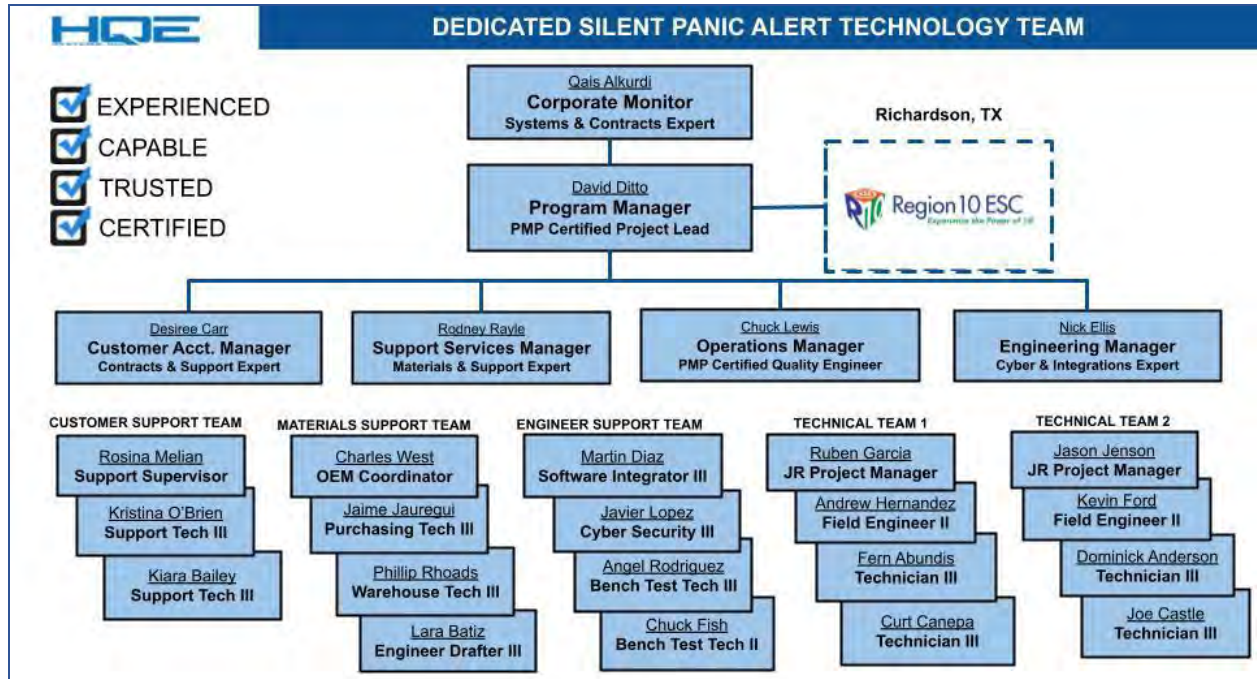 HQE
DEDICATED SILENT PANIC ALERT TECHNOLOGY TEAM
EXPERIENCED
CAPABLE
TRUSTED
CERTIFIED
Qais Alkurdi
Corporate Monitor
Systems & Contracts Expert
Richardson, TX
David Ditto
Program Manager
PMP Certified Project Lead
Region 10 ESC
Experience the Power of 10
Desiree Carr
Customer Acct. Manager
Contracts & Support Expert
Rodney Rayle
Support Services Manager
Materials & Support Expert
Chuck Lewis
Operations Manager
PMP Certified Quality Engineer
Nick Ellis
Engineering Manager
Cyber & Integrations Expert
CUSTOMER SUPPORT TEAM
Rosina Melian
Support Supervisor
Kristina O'Brien
Support Tech III
Kiara Bailey
Support Tech III
MATERIALS SUPPORT TEAM
Charles West
OEM Coordinator
Jaime Jauregui
Purchasing Tech III
Phillip Rhoads
Warehouse Tech III
Lara Batiz
Engineer Drafter III
ENGINEER SUPPORT TEAM
Martin Diaz
Software Integrator III
Javier Lopez
Cyber Security III
Angel Rodriguez
Bench Test Tech III
Chuck Fish
Bench Test Tech II
TECHNICAL TEAM 1
Ruben Garcia
JR Project Manager
Andrew Hernandez
Field Engineer II
Fern Abundis
Technician III
Curt Canepa
Technician III
TECHNICAL TEAM 2
Jason Jenson
JR Project Manager
Kevin Ford
Field Engineer II
Dominick Anderson
Technician III
Joe Castle
Technician III